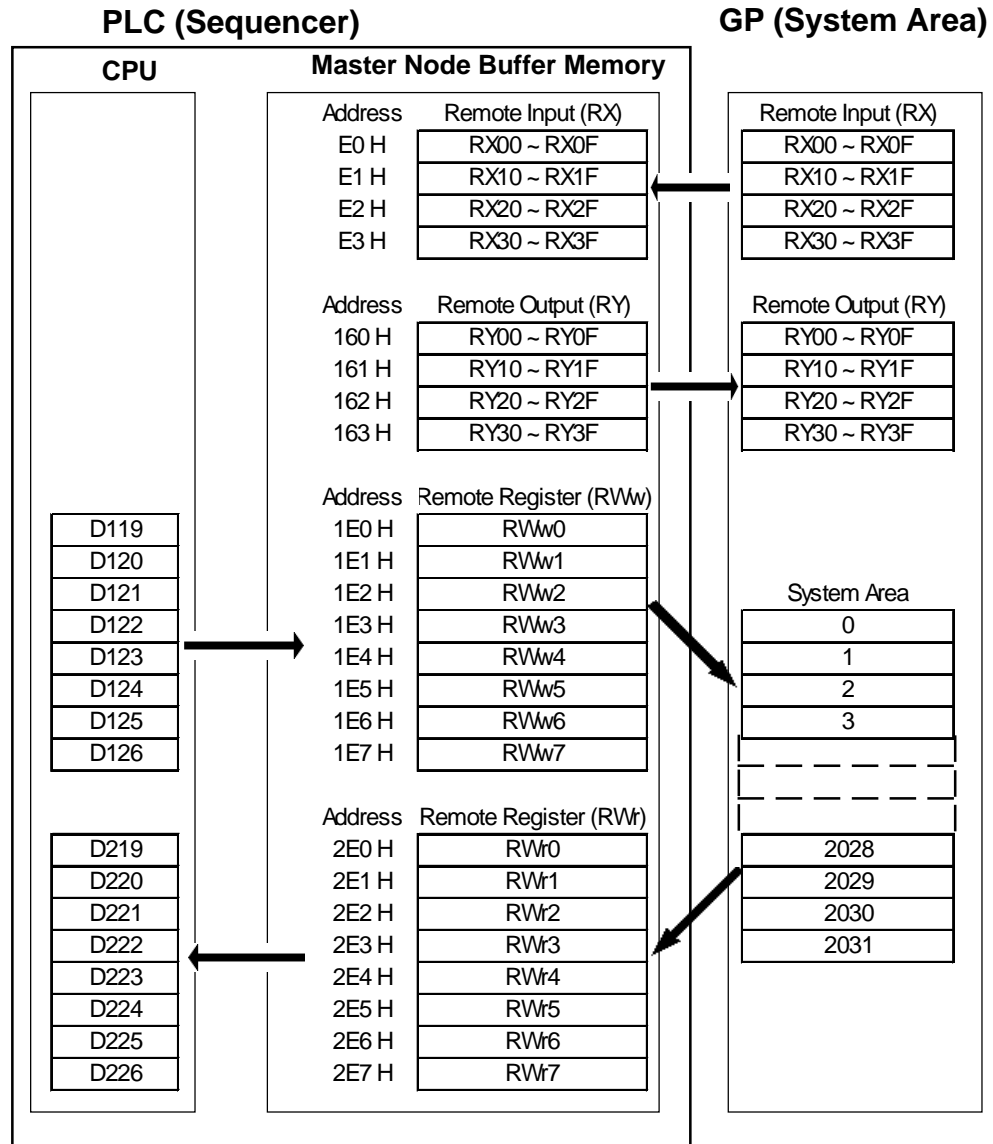 PLC (Sequencer) GP (System Area)
CPU Master Node Buffer Memory
Address Remote Input (RX) Remote Input (RX)
E0 H RX00 ~ RX0F RX00 ~ RX0F
E1 H RX10 ~ RX1F RX10 ~ RX1F
E2 H RX20 ~ RX2F RX20 ~ RX2F
E3 H RX30 ~ RX3F RX30 ~ RX3F
Address Remote Output (RY) Remote Output (RY)
160 H RY00 ~ RY0F RY00 ~ RY0F
161 H RY10 ~ RY1F RY10 ~ RY1F
162 H RY20 ~ RY2F RY20 ~ RY2F
163 H RY30 ~ RY3F RY30 ~ RY3F
Address Remote Register (RWw)
D119 1E0 H RWw0
D120 1E1 H RWw1
D121 1E2 H RWw2 System Area
D122 1E3 H RWw3 0
D123 1E4 H RWw4 1
D124 1E5 H RWw5 2
D125 1E6 H RWw6 3
D126 1E7 H RWw7
Address Remote Register (RWr)
D219 2E0 H RWr0 2028
D220 2E1 H RWr1 2029
D221 2E2 H RWr2 2030
D222 2E3 H RWr3 2031
D223 2E4 H RWr4
D224 2E5 H RWr5
D225 2E6 H RWr6
D226 2E7 H RWr7